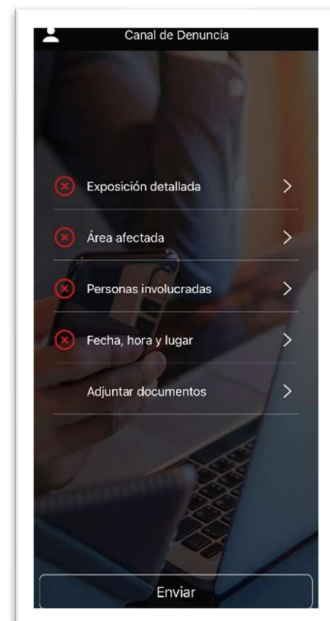 Canal de Denuncia
Exposición detallada
Área afectada
Personas involucradas
Fecha, hora y lugar
Adjuntar documentos
Enviar